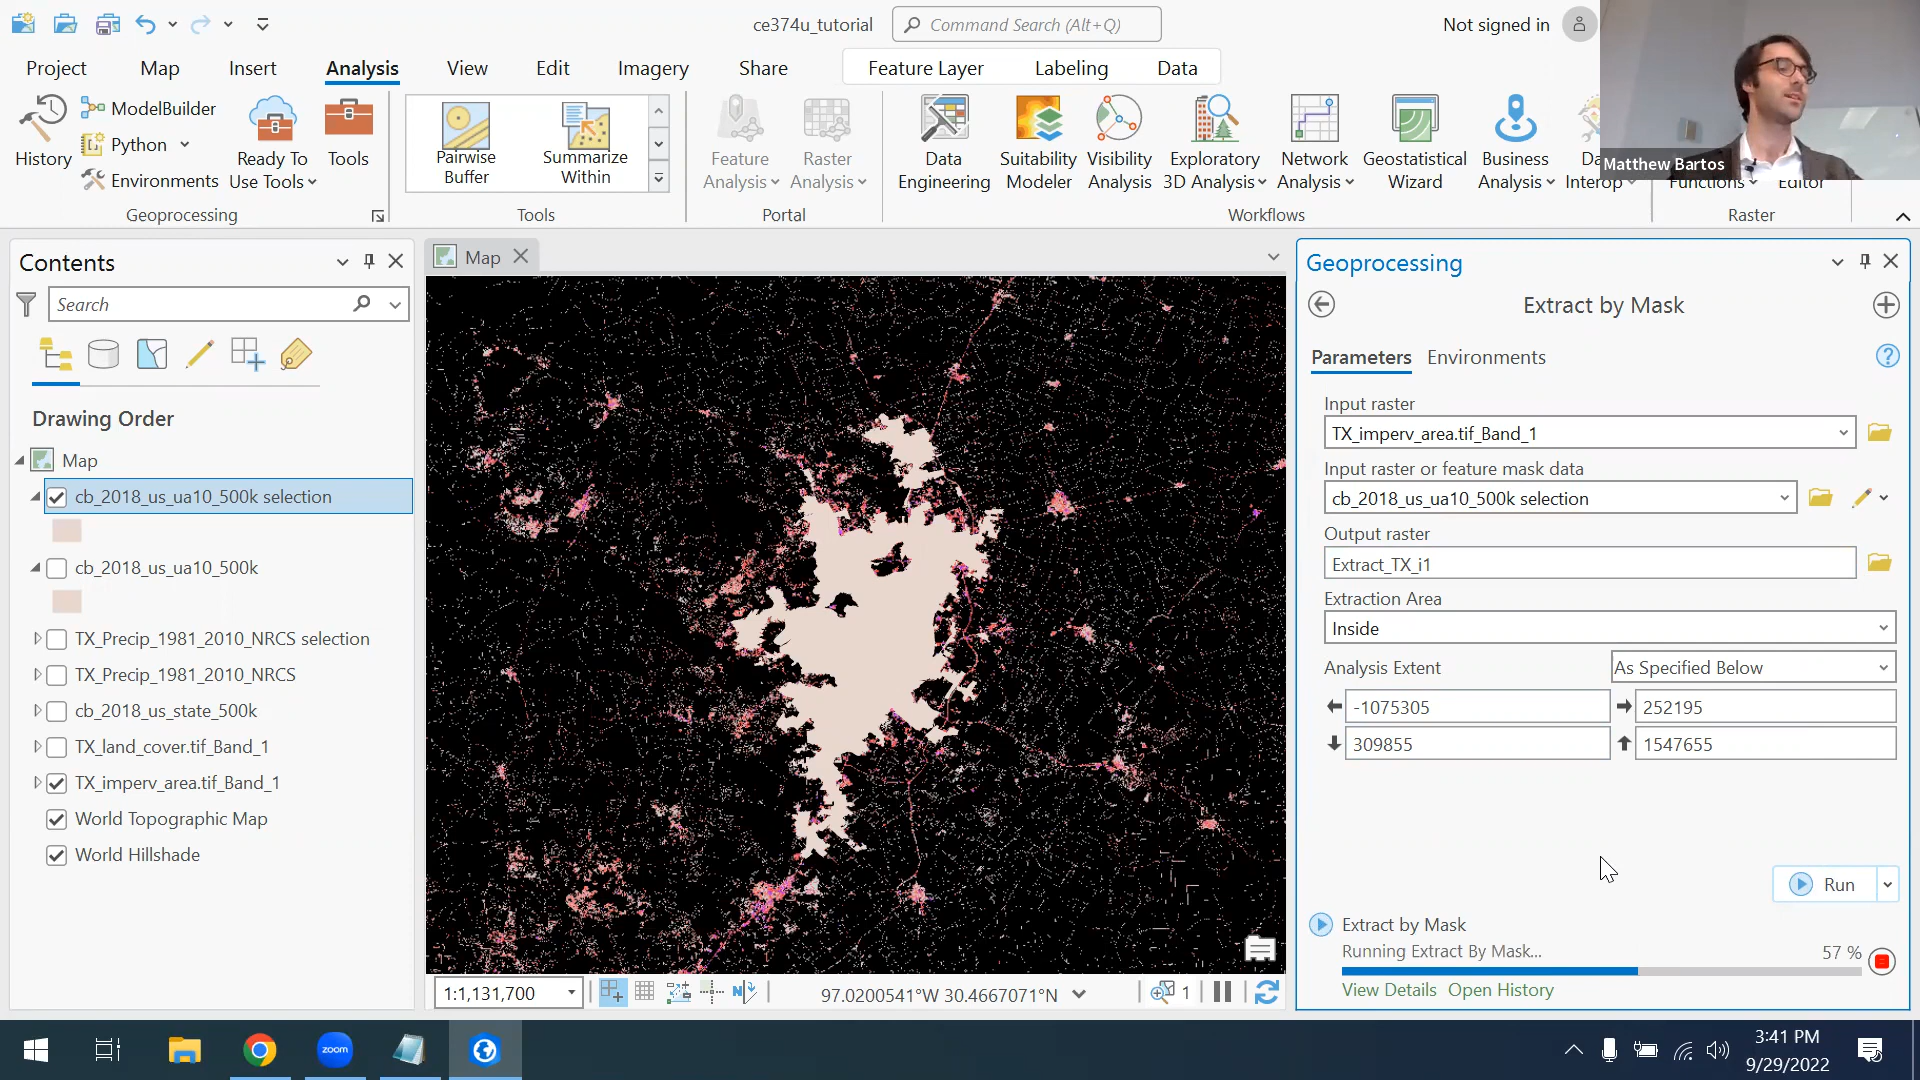 ce374u_tutorial
Command Search (Alt+Q)
Not signed in
Project
Map
Insert
Analysis
View
Edit
Imagery
Share
Feature Layer
Labeling
Data
History
ModelBuilder
Python
Environments
Ready To
Use Tools
Tools
Pairwise
Buffer
Summarize
Within
Feature
Analysis
Raster
Analysis
Data
Engineering
Suitability
Modeler
Visibility
Analysis
Exploratory
3D Analysis
Network
Analysis
Geostatistical
Wizard
Business
Analysis
Interop
Functions
Editor
Matthew Bartos
Geoprocessing
Tools
Portal
Workflows
Raster
Contents
Search
Drawing Order
Map
cb_2018_us_ua10_500k selection
cb_2018_us_ua10_500k
TX_Precip_1981_2010_NRCS selection
TX_Precip_1981_2010_NRCS
cb_2018_us_state_500k
TX_land_cover.tif_Band_1
TX_imperv_area.tif_Band_1
World Topographic Map
World Hillshade
Map
1:1,131,700
97.0200541°W 30.4667071°N
1
Geoprocessing
Extract by Mask
Parameters
Environments
Input raster
TX_imperv_area.tif_Band_1
Input raster or feature mask data
cb_2018_us_ua10_500k selection
Output raster
Extract_TX_i1
Extraction Area
Inside
Analysis Extent
As Specified Below
-1075305
252195
309855
1547655
Run
Extract by Mask
Running Extract By Mask...
57 %
View Details
Open History
zoom
3:41 PM
9/29/2022